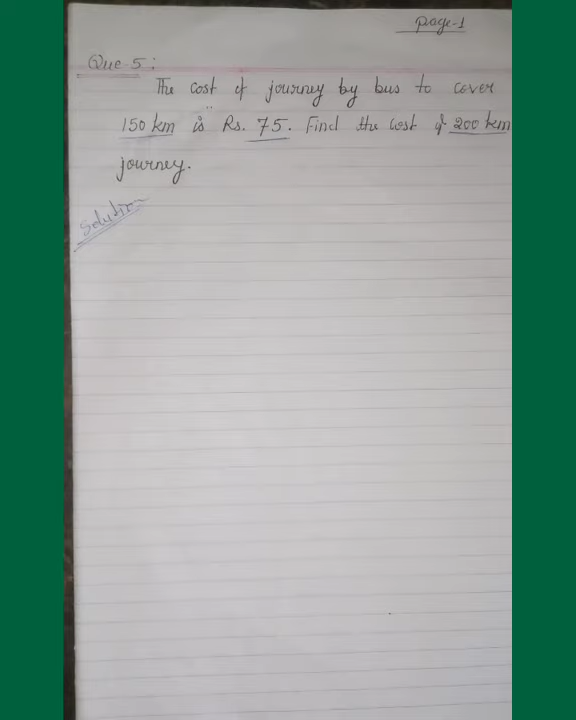 page-1
Que 5:
The cost of journey by bus to cover
150 km is Rs. 75. Find the cost of 200 km
journey.
Solution